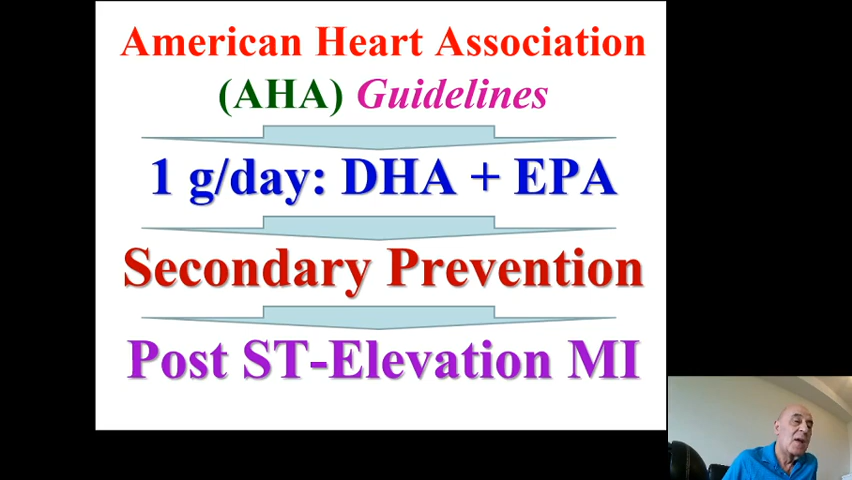 American Heart Association
(AHA) Guidelines
1 g/day: DHA + EPA
Secondary Prevention
Post ST-Elevation MI